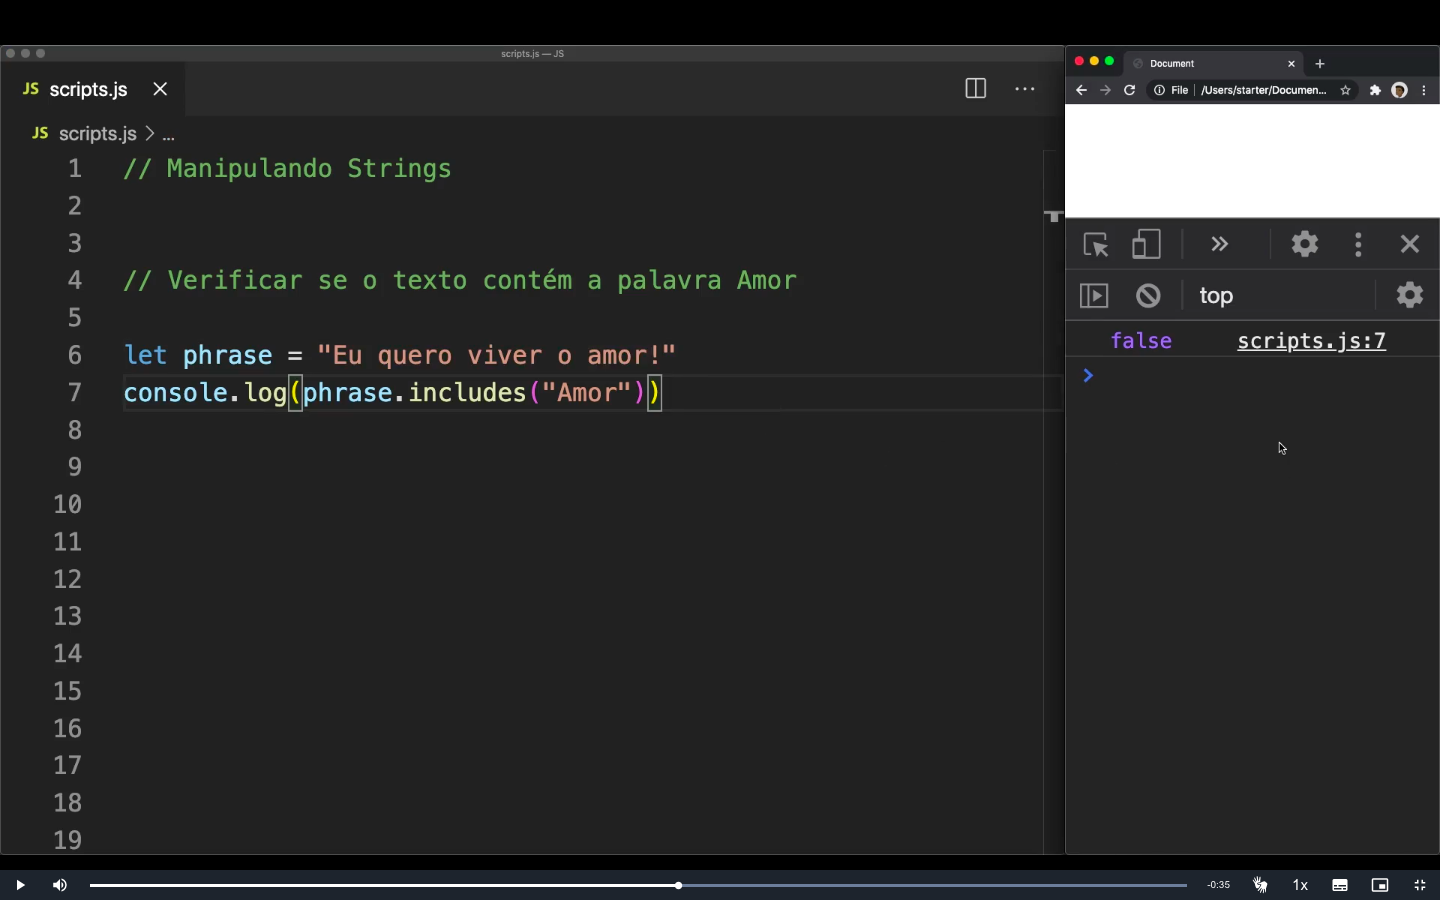 scripts.js — JS
JS scripts.js
JS scripts.js > ...
1 // Manipulando Strings
2
3
4 // Verificar se o texto contém a palavra Amor
5
6 let phrase = "Eu quero viver o amor!"
7 console.log(phrase.includes("Amor"))
8
9
10
11
12
13
14
15
16
17
18
19
Document
File /Users/starter/Documen...
top
false scripts.js:7
-0:35 1x